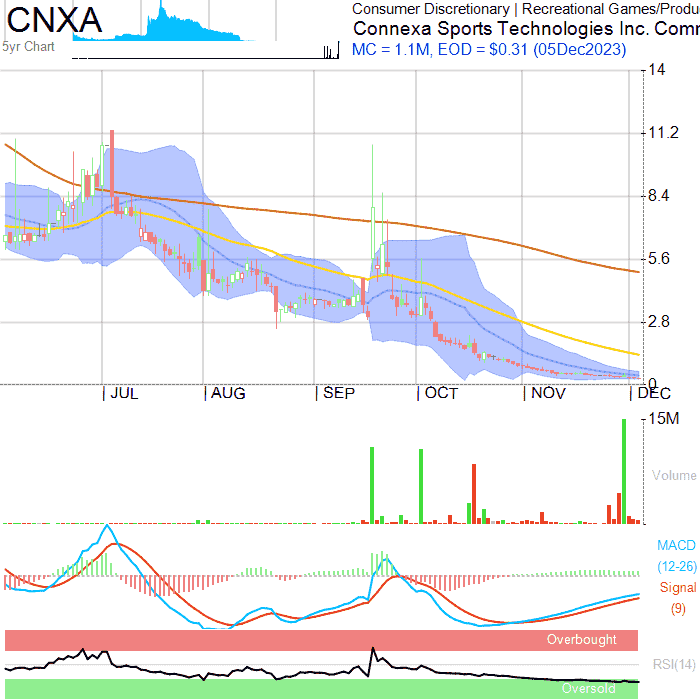 CNXA
5yr Chart
Consumer Discretionary | Recreational Games/Produ
Connexa Sports Technologies Inc. Comr
MC = 1.1M, EOD = $0.31 (05Dec2023)
14
11.2
8.4
5.6
2.8
0
JUL AUG SEP OCT NOV DEC
15M
Volume
MACD
(12-26)
Signal
(9)
Overbought
RSI(14)
Oversold